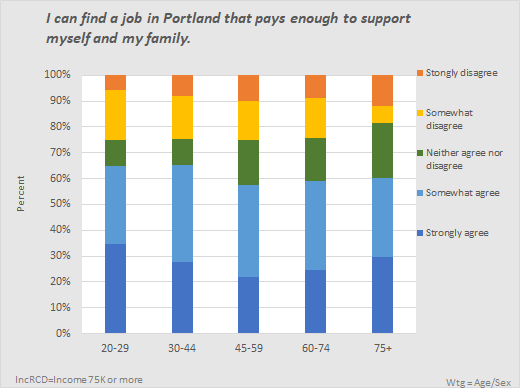 I can find a job in Portland that pays enough to support
myself and my family.
100%
90%
80%
70%
60%
50%
40%
30%
20%
10%
0%
Percent
20-29
30-44
45-59
60-74
75+
Stongly disagree
Somewhat
disagree
Neither agree nor
disagree
Somewhat agree
Strongly agree
IncRCD=Income 75K or more
Wtg = Age/Sex